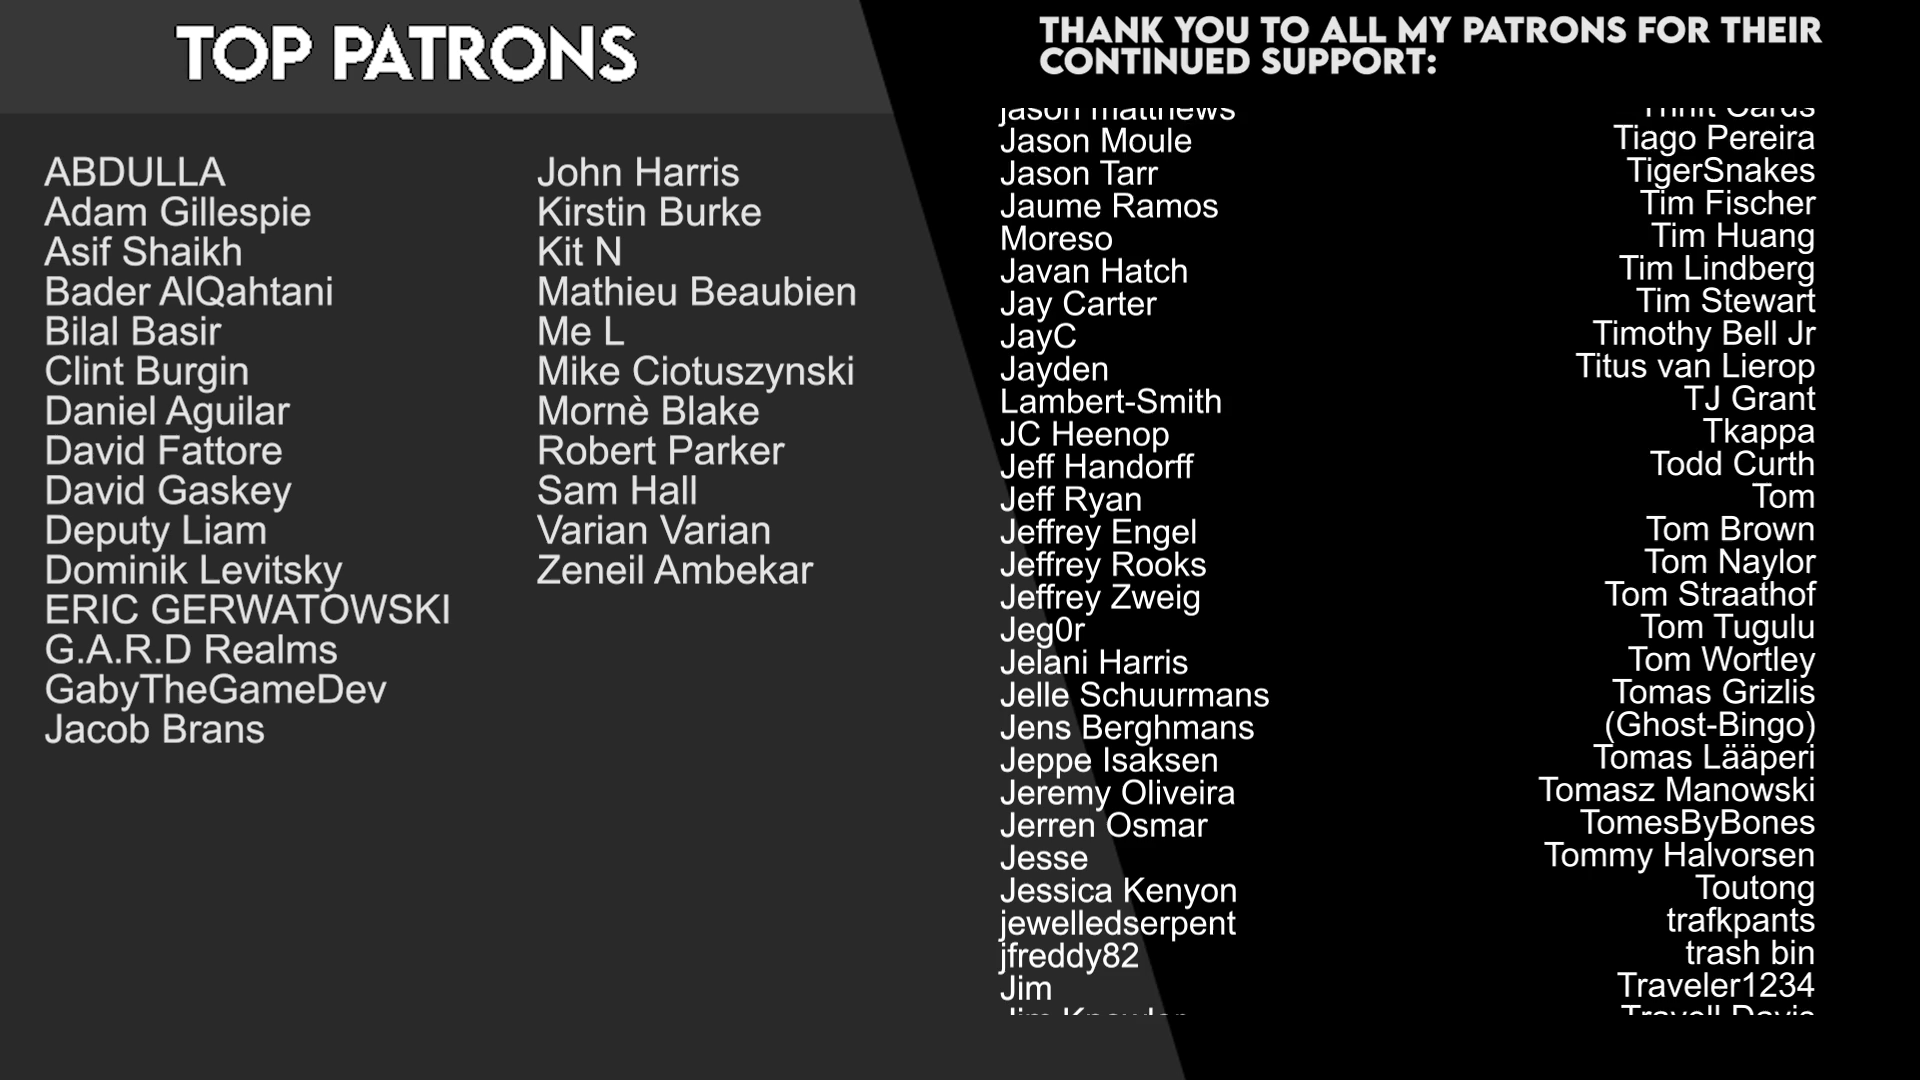 TOP PATRONS
ABDULLA
Adam Gillespie
Asif Shaikh
Bader AlQahtani
Bilal Basir
Clint Burgin
Daniel Aguilar
David Fattore
David Gaskey
Deputy Liam
Dominik Levitsky
ERIC GERWATOWSKI
G.A.R.D Realms
GabyTheGameDev
Jacob Brans
John Harris
Kirstin Burke
Kit N
Mathieu Beaubien
Me L
Mike Ciotuszynski
Mornè Blake
Robert Parker
Sam Hall
Varian Varian
Zeneil Ambekar
THANK YOU TO ALL MY PATRONS FOR THEIR
CONTINUED SUPPORT:
jason matthews
Jason Moule
Jason Tarr
Jaume Ramos
Moreso
Javan Hatch
Jay Carter
JayC
Jayden
Lambert-Smith
JC Heenop
Jeff Handorff
Jeff Ryan
Jeffrey Engel
Jeffrey Rooks
Jeffrey Zweig
Jeg0r
Jelani Harris
Jelle Schuurmans
Jens Berghmans
Jeppe Isaksen
Jeremy Oliveira
Jerren Osmar
Jesse
Jessica Kenyon
jewelledserpent
jfreddy82
Jim
Jim
Cards
Tiago Pereira
TigerSnakes
Tim Fischer
Tim Huang
Tim Lindberg
Tim Stewart
Timothy Bell Jr
Titus van Lierop
TJ Grant
Tkappa
Todd Curth
Tom
Tom Brown
Tom Naylor
Tom Straathof
Tom Tugulu
Tom Wortley
Tomas Grizlis
(Ghost-Bingo)
Tomas Lääperi
Tomasz Manowski
TomesByBones
Tommy Halvorsen
Toutong
trafkpants
trash bin
Traveler1234
Travell Davis